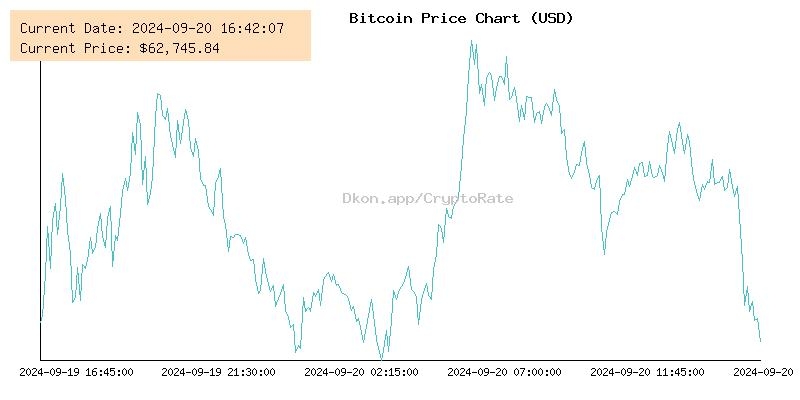 Bitcoin Price Chart (USD)
Current Date: 2024-09-20 16:42:07
Current Price: $62,745.84
Dkon.app/CryptoRate
2024-09-19 16:45:00 2024-09-19 21:30:00 2024-09-20 02:15:00 2024-09-20 07:00:00 2024-09-20 11:45:00 2024-09-20